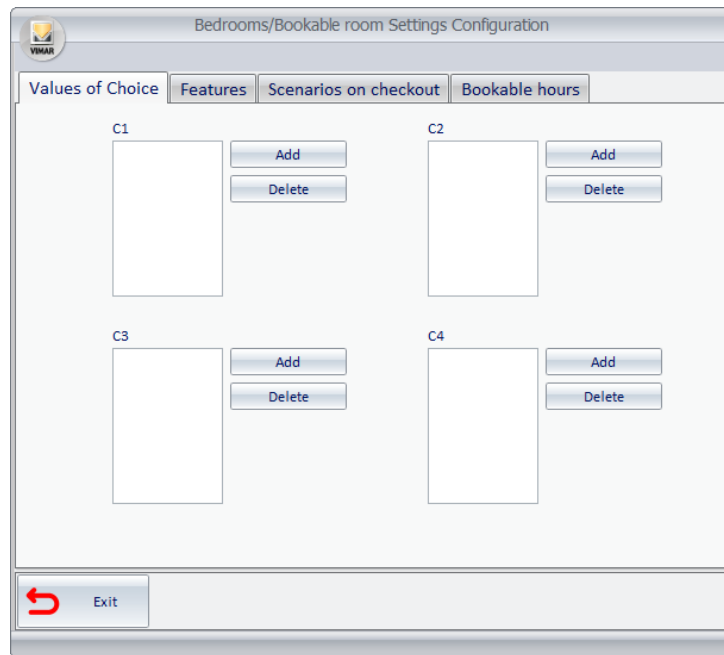 Bedrooms/Bookable room Settings Configuration
VIMAR
Values of Choice Features Scenarios on checkout Bookable hours
C1 C2
Add Add
Delete Delete
C3 C4
Add Add
Delete Delete
Exit